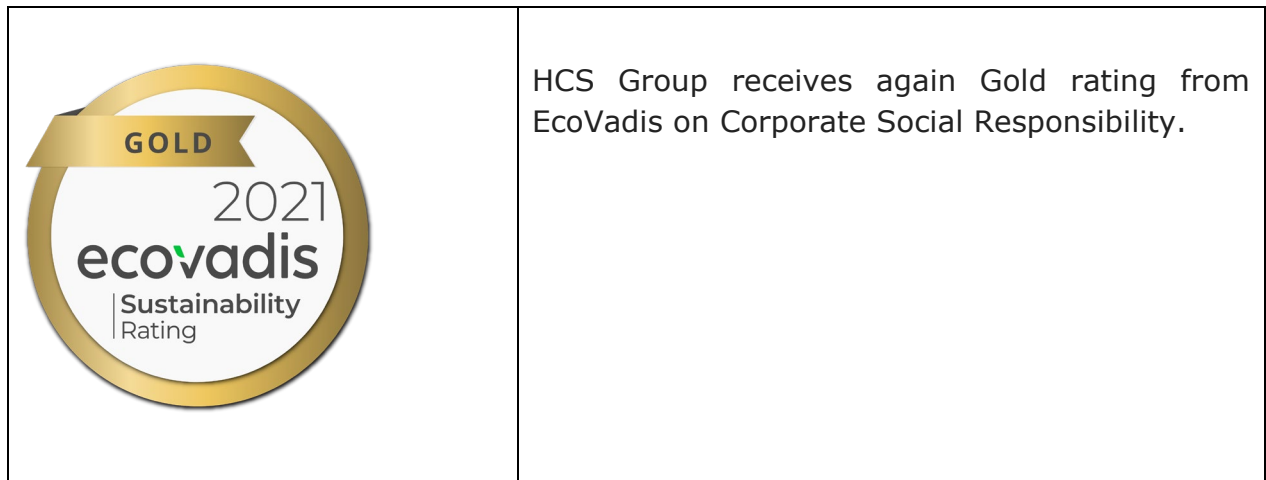 GOLD
2021
ecovadis
Sustainability
Rating
HCS Group receives again Gold rating from
EcoVadis on Corporate Social Responsibility.